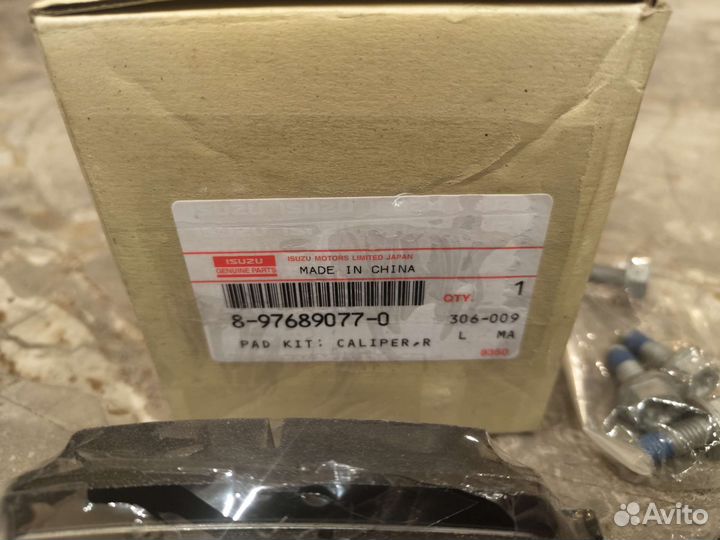 ISUZU
GENUINE PARTS
ISUZU MOTORS LIMITED JAPAN
MADE IN CHINA
QTY. 1
8-97689077-0 306-009
PAD KIT: CALIPER,R L MA
Avito